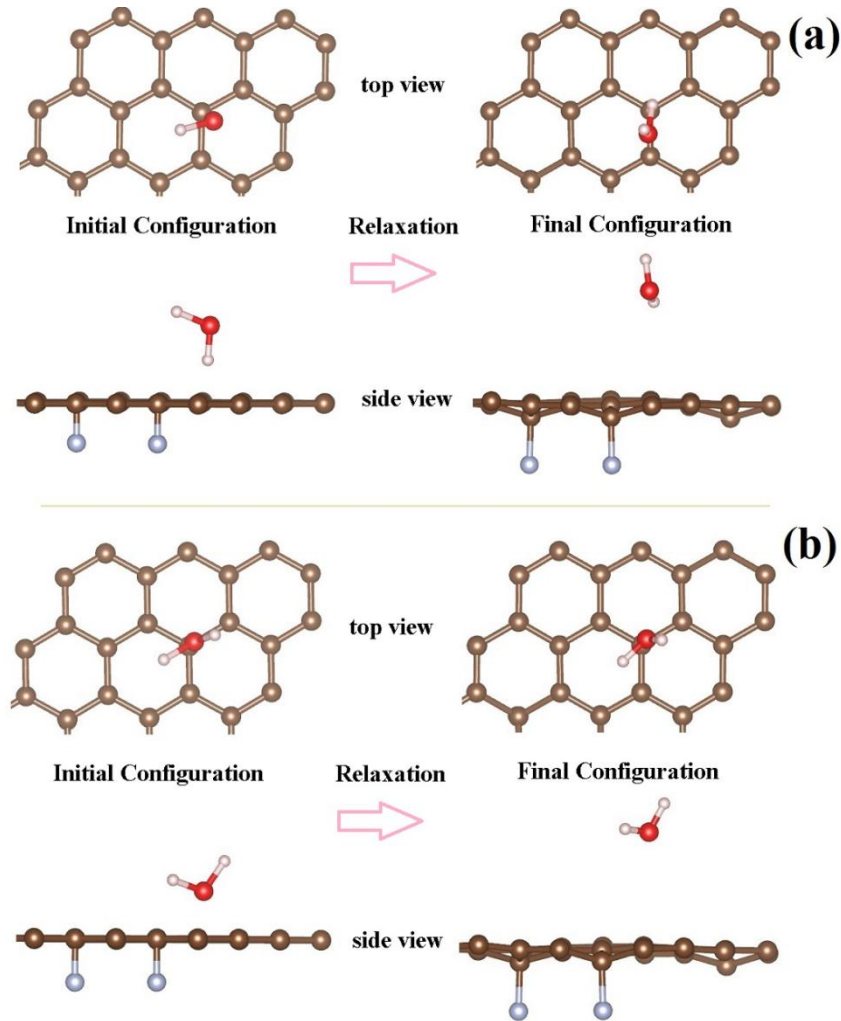 (a)
top view
Initial Configuration
Relaxation
Final Configuration
side view
(b)
top view
Initial Configuration
Relaxation
Final Configuration
side view